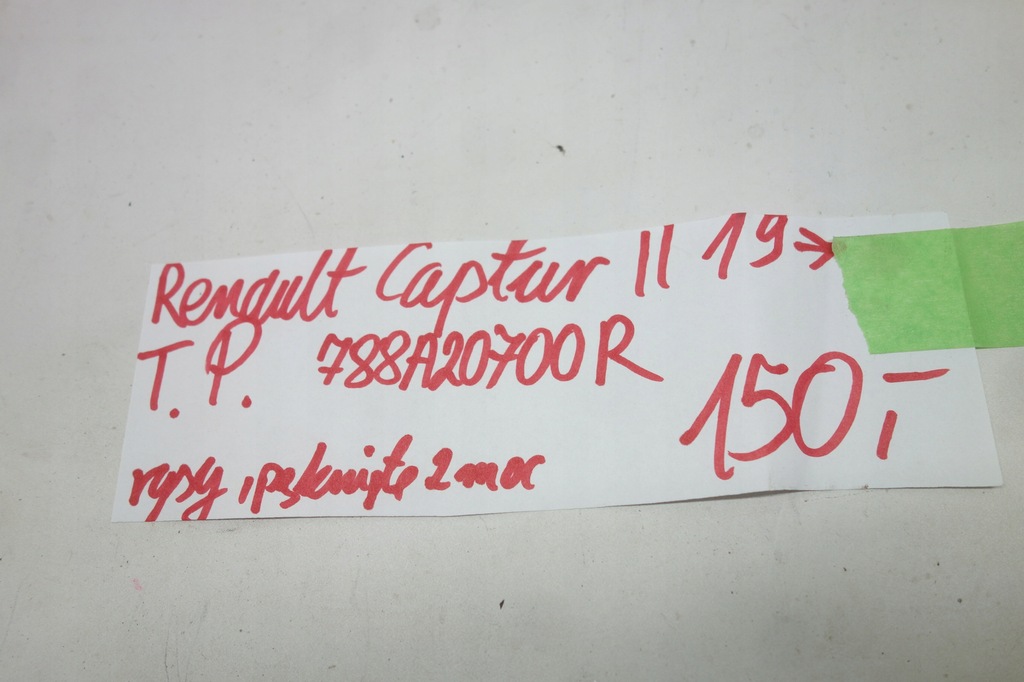 Renault Captur II 19→
T.P. 788A20700R
150,-
rysy, pęknięte 2 moc